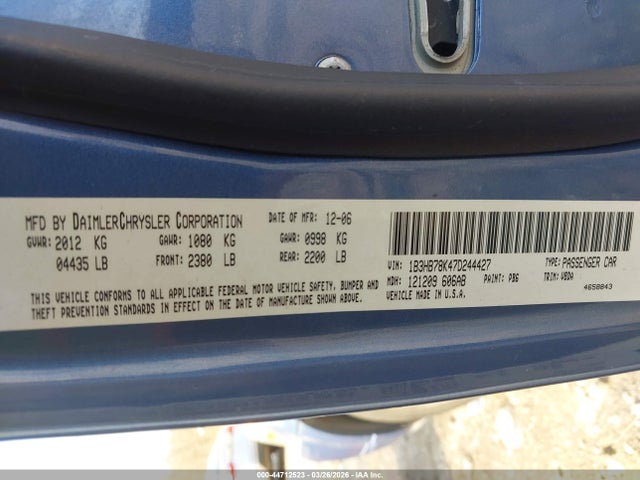 MFD BY DAIMLERCHRYSLER CORPORATION DATE OF MFR: 12-06
GVWR: 2012 KG GAWR: 1080 KG GAWR: 0998 KG
04435 LB FRONT: 2380 LB REAR: 2200 LB
THIS VEHICLE CONFORMS TO ALL APPLICABLE FEDERAL MOTOR VEHICLE SAFETY, BUMPER AND
THEFT PREVENTION STANDARDS IN EFFECT ON THE DATE OF MANUFACTURE SHOWN ABOVE.
VIN: 1B3HB78K47D244427 TYPE: PASSENGER CAR
MDH: 121209 606AB PAINT: PBG TRIM: VBDA
VEHICLE MADE IN U.S.A. 4658843
000-44712523 | 03/26/2026 | IAA Inc.